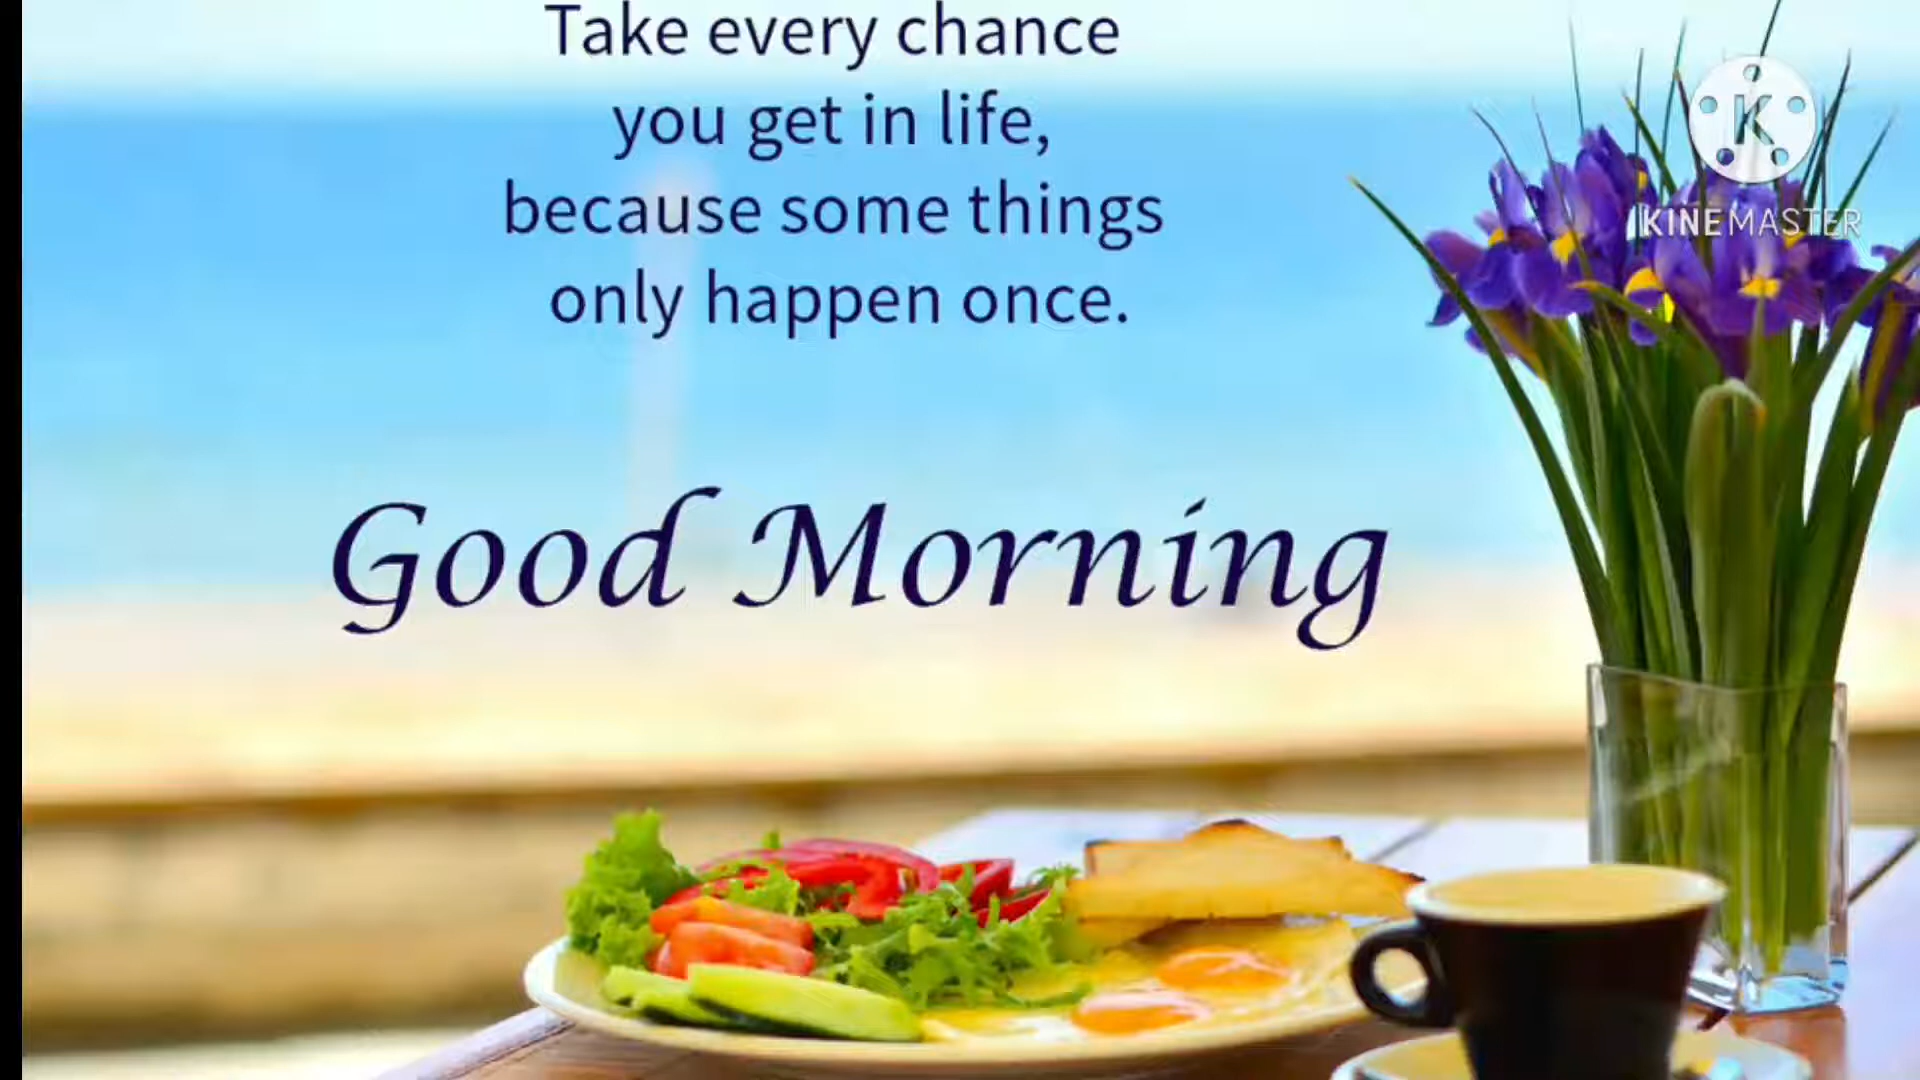 Take every chance
you get in life,
because some things
only happen once.
K
KINEMASTER
Good Morning